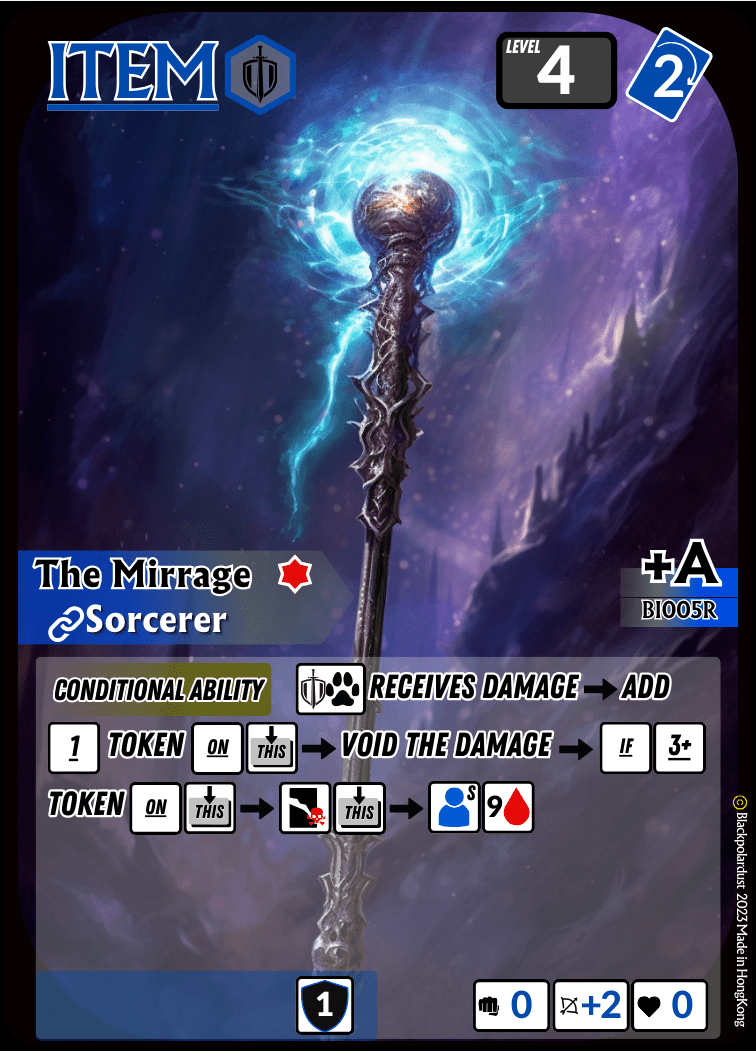 ITEM
LEVEL
4
2
The Mirrage
Sorcerer
+A
BI005R
CONDITIONAL ABILITY RECEIVES DAMAGE → ADD
1 TOKEN ON THIS → VOID THE DAMAGE → IF 3+
TOKEN ON THIS → THIS → S 9
1
0 +2 0
© Blackpolardust 2023 Made in HongKong